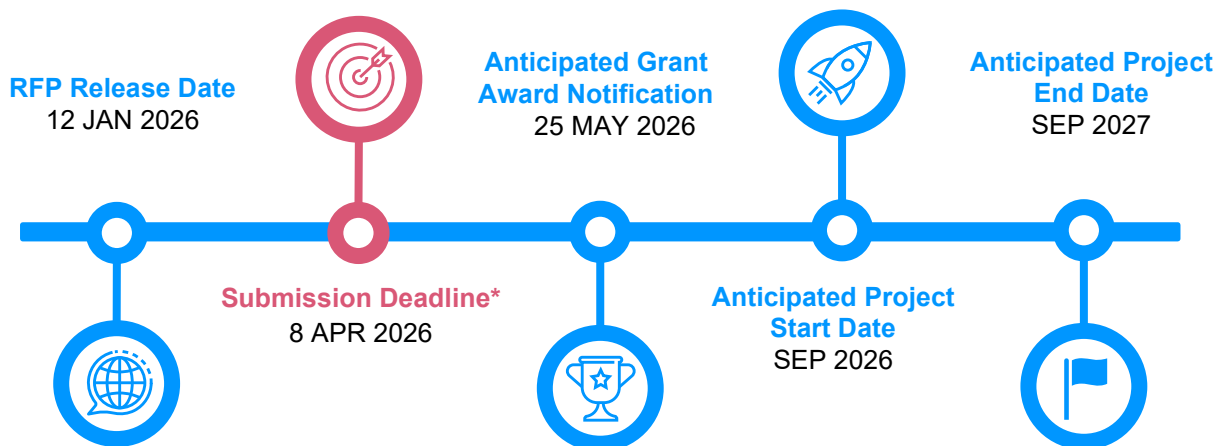 RFP Release Date
12 JAN 2026
Submission Deadline*
8 APR 2026
Anticipated Grant
Award Notification
25 MAY 2026
Anticipated Project
Start Date
SEP 2026
Anticipated Project
End Date
SEP 2027